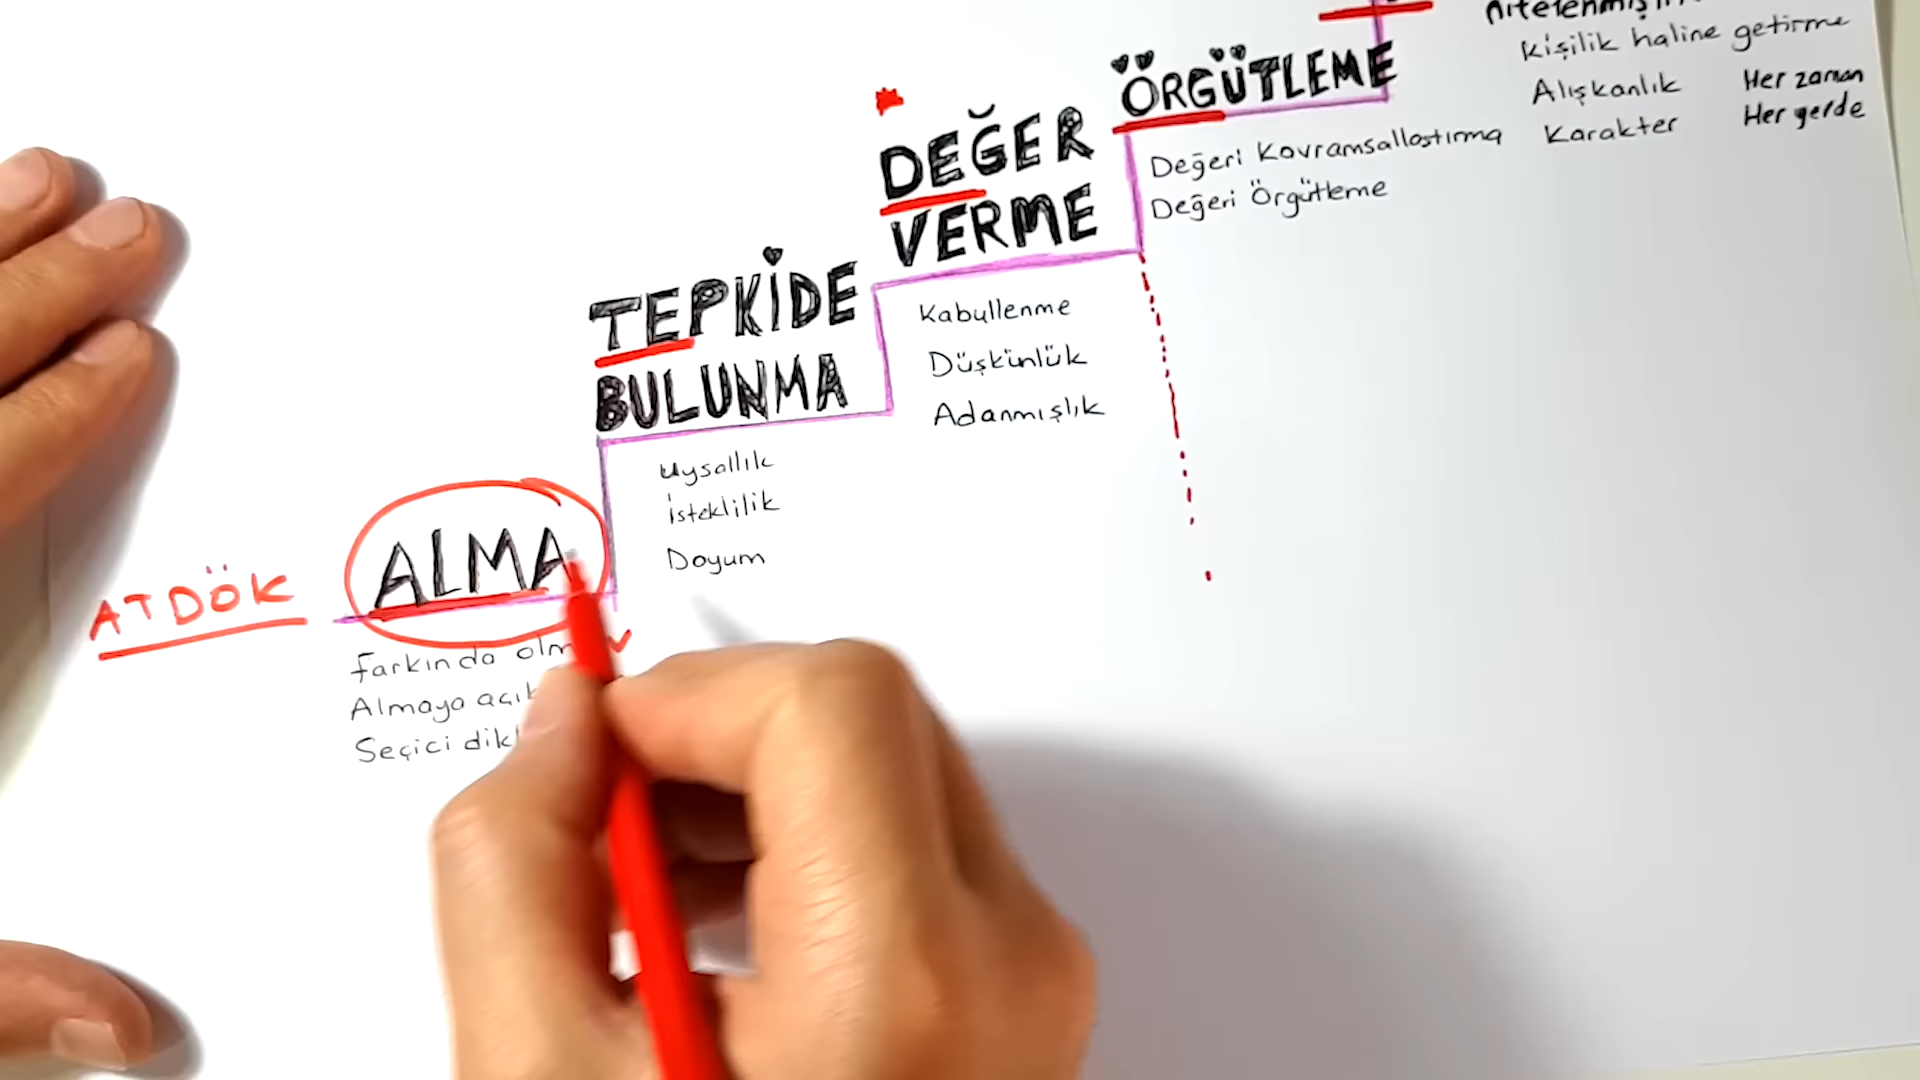 ATDÖK
ALMA
Farkında
Almaya
Seçici
TEPKİDE
BULUNMA
Uysallık
İsteklilik
Doyum
DEĞER
VERME
Kabullenme
Düşkünlük
Adanmışlık
ÖRGÜTLEME
Değeri Kavramsallaştırma
Değeri Örgütleme
Kişilik haline getirme
Alışkanlık
Karakter
Her zaman
Her yerde